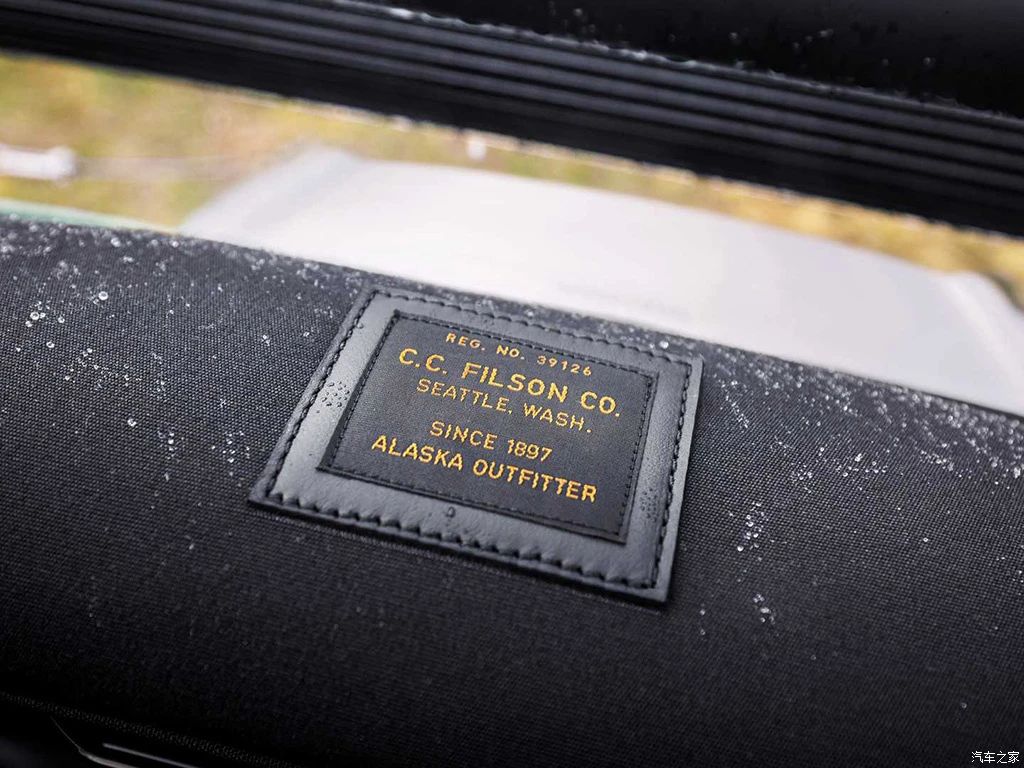 REG. NO. 39126
C.C. FILSON CO.
SEATTLE, WASH.
SINCE 1897
ALASKA OUTFITTER
汽车之家